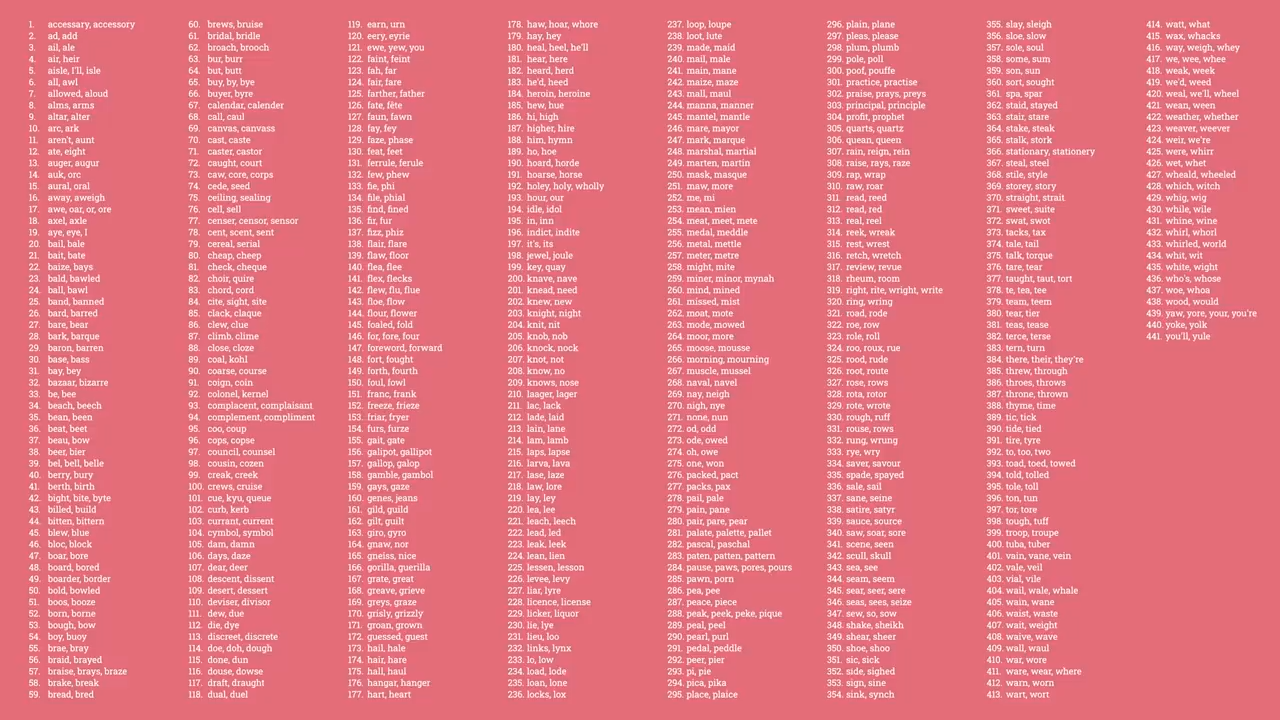 1. accessary, accessory
2. ad, add
3. ail, ale
4. air, heir
5. aisle, I'll, isle
6. all, awl
7. allowed, aloud
8. alms, arms
9. altar, alter
10. arc, ark
11. aren't, aunt
12. ate, eight
13. auger, augur
14. auk, orc
15. aural, oral
16. away, aweigh
17. awe, oar, or, ore
18. axel, axle
19. aye, eye, I
20. bail, bale
21. bait, bate
22. baize, bays
23. bald, bawled
24. ball, bawl
25. band, banned
26. bard, barred
27. bare, bear
28. bark, barque
29. baron, barren
30. base, bass
31. bay, bey
32. bazaar, bizarre
33. be, bee
34. beach, beech
35. bean, been
36. beat, beet
37. beau, bow
38. beer, bier
39. bel, bell, belle
40. berry, bury
41. berth, birth
42. bight, bite, byte
43. billed, build
44. bitten, bittern
45. blew, blue
46. bloc, block
47. boar, bore
48. board, bored
49. boarder, border
50. bold, bowled
51. boos, booze
52. born, borne
53. bough, bow
54. boy, buoy
55. brae, bray
56. braid, brayed
57. braise, brays, braze
58. brake, break
59. bread, bred
60. brews, bruise
61. bridal, bridle
62. broach, brooch
63. bur, burr
64. but, butt
65. buy, by, bye
66. buyer, byre
67. calendar, calender
68. call, caul
69. canvas, canvass
70. cast, caste
71. caster, castor
72. caught, court
73. caw, core, corps
74. cede, seed
75. ceiling, sealing
76. cell, sell
77. censer, censor, sensor
78. cent, scent, sent
79. cereal, serial
80. cheap, cheep
81. check, cheque
82. choir, quire
83. chord, cord
84. cite, sight, site
85. clack, claque
86. clew, clue
87. climb, clime
88. close, cloze
89. coal, kohl
90. coarse, course
91. coign, coin
92. colonel, kernel
93. complacent, complaisant
94. complement, compliment
95. coo, coup
96. cops, copse
97. council, counsel
98. cousin, cozen
99. creak, creek
100. crews, cruise
101. cue, kyu, queue
102. curb, kerb
103. currant, current
104. cymbol, symbol
105. dam, damn
106. days, daze
107. dear, deer
108. descent, dissent
109. desert, dessert
110. deviser, divisor
111. dew, due
112. die, dye
113. discreet, discrete
114. doe, doh, dough
115. done, dun
116. douse, dowse
117. draft, draught
118. dual, duel
119. earn, urn
120. eery, eyrie
121. ewe, yew, you
122. faint, feint
123. fah, far
124. fair, fare
125. farther, father
126. fate, fête
127. faun, fawn
128. fay, fey
129. faze, phase
130. feat, feet
131. ferrule, ferule
132. few, phew
133. fie, phi
134. file, phial
135. find, fined
136. fir, fur
137. fizz, phiz
138. flair, flare
139. flaw, floor
140. flea, flee
141. flex, flecks
142. flew, flu, flue
143. floe, flow
144. flour, flower
145. foaled, fold
146. for, fore, four
147. foreword, forward
148. fort, fought
149. forth, fourth
150. foul, fowl
151. franc, frank
152. freeze, frieze
153. friar, fryer
154. furs, furze
155. gait, gate
156. galipot, gallipot
157. gallop, galop
158. gamble, gambol
159. gays, gaze
160. genes, jeans
161. gild, guild
162. gilt, guilt
163. giro, gyro
164. gnaw, nor
165. gneiss, nice
166. gorilla, guerilla
167. grate, great
168. greave, grieve
169. greys, graze
170. grisly, grizzly
171. groan, grown
172. guessed, guest
173. hail, hale
174. hair, hare
175. hall, haul
176. hangar, hanger
177. hart, heart
178. haw, hoar, whore
179. hay, hey
180. heal, heel, he'll
181. hear, here
182. heard, herd
183. he'd, heed
184. heroin, heroine
185. hew, hue
186. hi, high
187. higher, hire
188. him, hymn
189. ho, hoe
190. hoard, horde
191. hoarse, horse
192. holey, holy, wholly
193. hour, our
194. idle, idol
195. in, inn
196. indict, indite
197. it's, its
198. jewel, joule
199. key, quay
200. knave, nave
201. knead, need
202. knew, new
203. knight, night
204. knit, nit
205. knob, nob
206. knock, nock
207. knot, not
208. know, no
209. knows, nose
210. laager, lager
211. lac, lack
212. lade, laid
213. lain, lane
214. lam, lamb
215. laps, lapse
216. larva, lava
217. lase, laze
218. law, lore
219. lay, ley
220. lea, lee
221. leach, leech
222. lead, led
223. leak, leek
224. lean, lien
225. lessen, lesson
226. levee, levy
227. liar, lyre
228. licence, license
229. licker, liquor
230. lie, lye
231. lieu, loo
232. links, lynx
233. lo, low
234. load, lode
235. loan, lone
236. locks, lox
237. loop, loupe
238. loot, lute
239. made, maid
240. mail, male
241. main, mane
242. maize, maze
243. mall, maul
244. manna, manner
245. mantel, mantle
246. mare, mayor
247. mark, marque
248. marshal, martial
249. marten, martin
250. mask, masque
251. maw, more
252. me, mi
253. mean, mien
254. meat, meet, mete
255. medal, meddle
256. metal, mettle
257. meter, metre
258. might, mite
259. miner, minor, mynah
260. mind, mined
261. missed, mist
262. moat, mote
263. mode, mowed
264. moor, more
265. moose, mousse
266. morning, mourning
267. muscle, mussel
268. naval, navel
269. nay, neigh
270. nigh, nye
271. none, nun
272. od, odd
273. ode, owed
274. oh, owe
275. one, won
276. packed, pact
277. packs, pax
278. pail, pale
279. pain, pane
280. pair, pare, pear
281. palate, palette, pallet
282. pascal, paschal
283. paten, patten, pattern
284. pause, paws, pores, pours
285. pawn, porn
286. pea, pee
287. peace, piece
288. peak, peek, peke, pique
289. peal, peel
290. pearl, purl
291. pedal, peddle
292. peer, pier
293. pi, pie
294. pica, pika
295. place, plaice
296. plain, plane
297. pleas, please
298. plum, plumb
299. pole, poll
300. poof, pouffe
301. practice, practise
302. praise, prays, preys
303. principal, principle
304. profit, prophet
305. quarts, quartz
306. quean, queen
307. rain, reign, rein
308. raise, rays, raze
309. rap, wrap
310. raw, roar
311. read, reed
312. read, red
313. real, reel
314. reek, wreak
315. rest, wrest
316. retch, wretch
317. review, revue
318. rheum, room
319. right, rite, wright, write
320. ring, wring
321. road, rode
322. roe, row
323. role, roll
324. roo, roux, rue
325. rood, rude
326. root, route
327. rose, rows
328. rota, rotor
329. rote, wrote
330. rough, ruff
331. rouse, rows
332. rung, wrung
333. rye, wry
334. saver, savour
335. spade, spayed
336. sale, sail
337. sane, seine
338. satire, satyr
339. sauce, source
340. saw, soar, sore
341. scene, seen
342. scull, skull
343. sea, see
344. seam, seem
345. sear, seer, sere
346. seas, sees, seize
347. sew, so, sow
348. shake, sheikh
349. shear, sheer
350. shoe, shoo
351. sic, sick
352. side, sighed
353. sign, sine
354. sink, synch
355. slay, sleigh
356. sloe, slow
357. sole, soul
358. some, sum
359. son, sun
360. sort, sought
361. spa, spar
362. staid, stayed
363. stair, stare
364. stake, steak
365. stalk, stork
366. stationary, stationery
367. steal, steel
368. stile, style
369. storey, story
370. straight, strait
371. sweet, suite
372. swat, swot
373. tacks, tax
374. tale, tail
375. talk, torque
376. tare, tear
377. taught, taut, tort
378. te, tea, tee
379. team, teem
380. tear, tier
381. teas, tease
382. terce, terse
383. tern, turn
384. there, their, they're
385. threw, through
386. throes, throws
387. throne, thrown
388. thyme, time
389. tic, tick
390. tide, tied
391. tire, tyre
392. to, too, two
393. toad, toed, towed
394. told, tolled
395. tole, toll
396. ton, tun
397. tor, tore
398. tough, tuff
399. troop, troupe
400. tuba, tuber
401. vain, vane, vein
402. vale, veil
403. vial, vile
404. wail, wale, whale
405. wain, wane
406. waist, waste
407. wait, weight
408. waive, wave
409. wall, waul
410. war, wore
411. ware, wear, where
412. warn, worn
413. wart, wort
414. watt, what
415. wax, whacks
416. way, weigh, whey
417. we, wee, whee
418. weak, week
419. we'd, weed
420. weal, we'll, wheel
421. wean, ween
422. weather, whether
423. weaver, weever
424. weir, we're
425. were, whirr
426. wet, whet
427. wheald, wheeled
428. which, witch
429. whig, wig
430. while, wile
431. whine, wine
432. whirl, whorl
433. whirled, world
434. whit, wit
435. white, wight
436. who's, whose
437. woe, whoa
438. wood, would
439. yaw, yore, your, you're
440. yoke, yolk
441. you'll, yule